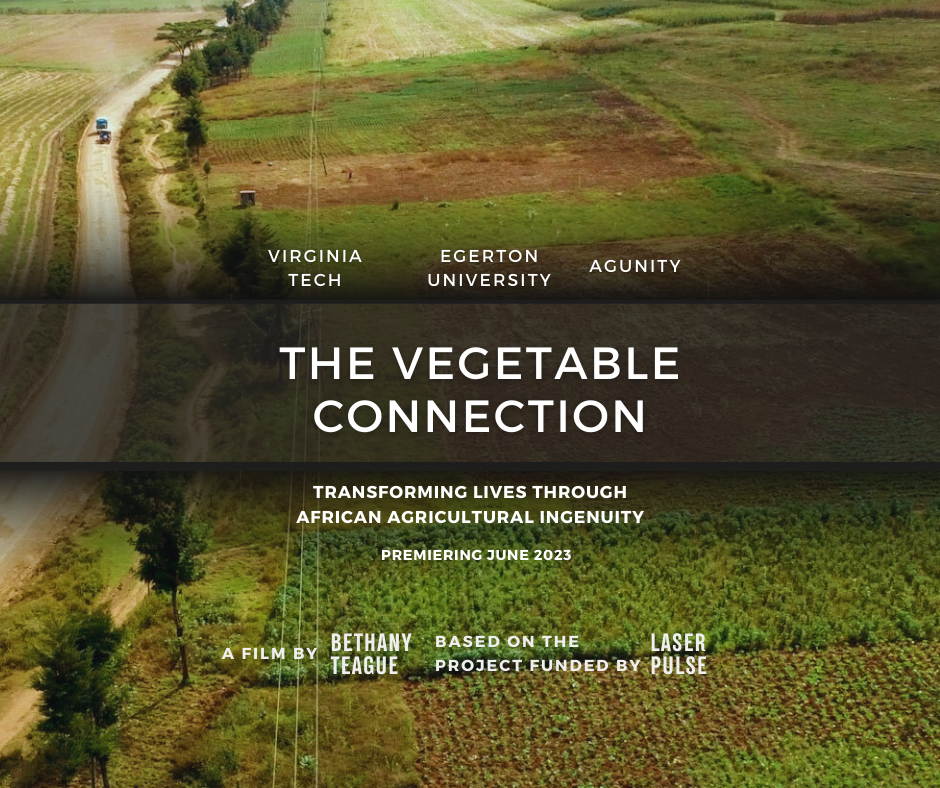 VIRGINIA
TECH
EGERTON
UNIVERSITY
AGUNITY
THE VEGETABLE
CONNECTION
TRANSFORMING LIVES THROUGH
AFRICAN AGRICULTURAL INGENUITY
PREMIERING JUNE 2023
A FILM BY
BETHANY
TEAGUE
BASED ON THE
PROJECT FUNDED BY
LASER
PULSE